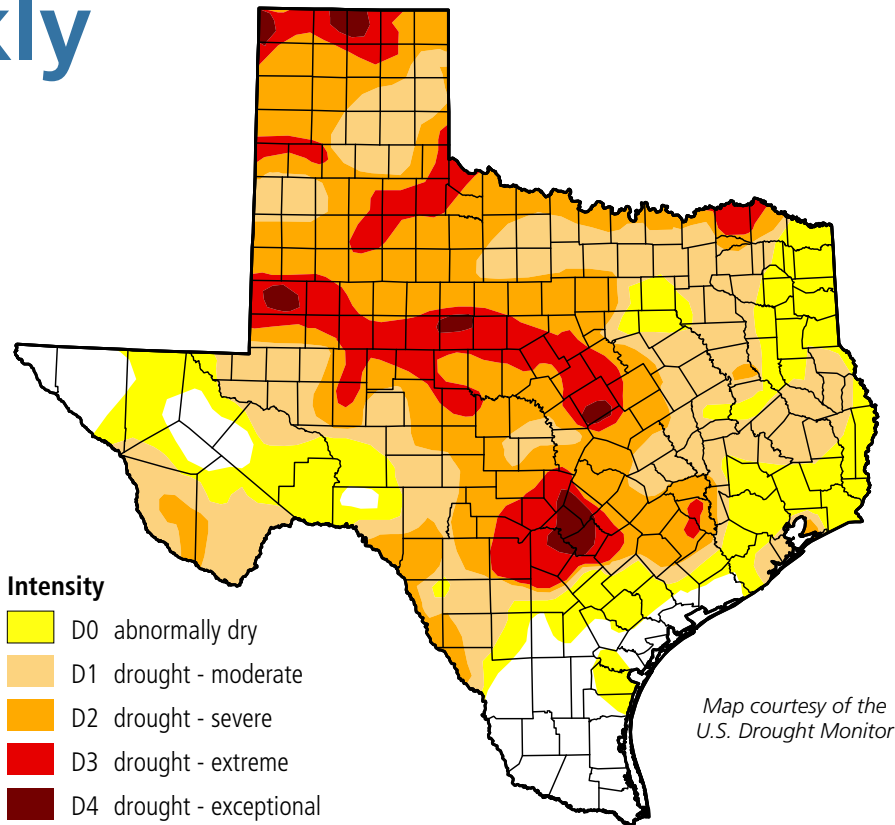 kly
Intensity
D0 abnormally dry
D1 drought - moderate
D2 drought - severe
D3 drought - extreme
D4 drought - exceptional
Map courtesy of the
U.S. Drought Monitor